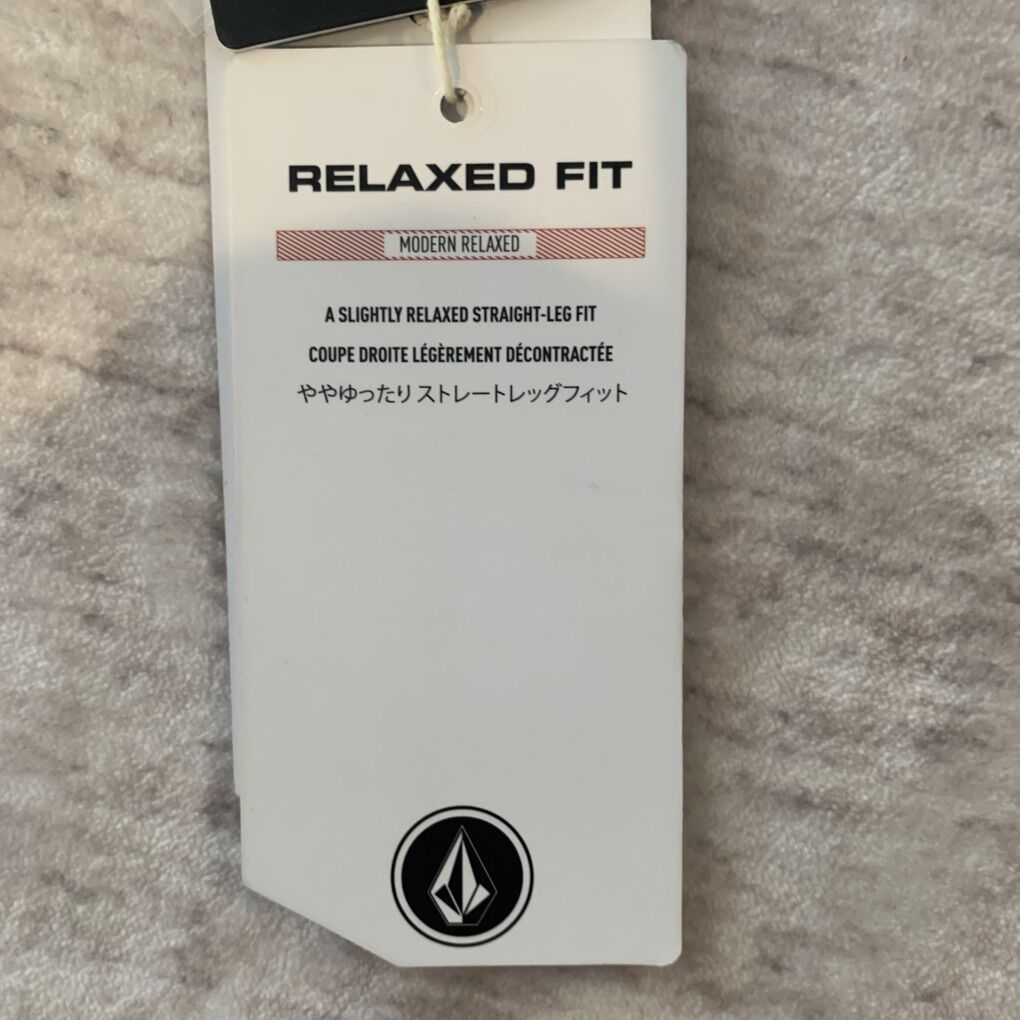 RELAXED FIT
MODERN RELAXED
A SLIGHTLY RELAXED STRAIGHT-LEG FIT
COUPE DROITE LÉGÈREMENT DÉCONTRACTÉE
ややゆったり ストレートレッグフィット